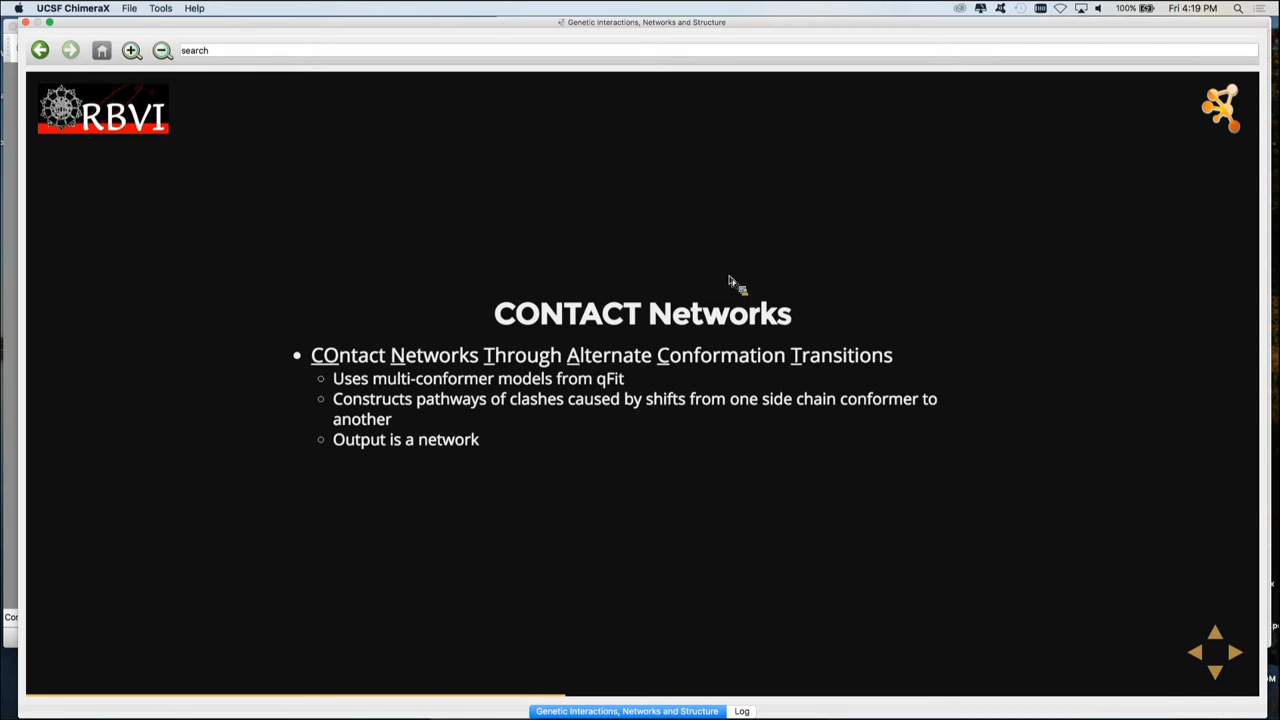 UCSF ChimeraX File Tools Help 100% Fri 4:19 PM
Genetic Interactions, Networks and Structure
search
RBVI
CONTACT Networks
• COntact Networks Through Alternate Conformation Transitions
○ Uses multi-conformer models from qFit
○ Constructs pathways of clashes caused by shifts from one side chain conformer to
another
○ Output is a network
Genetic Interactions, Networks and Structure Log